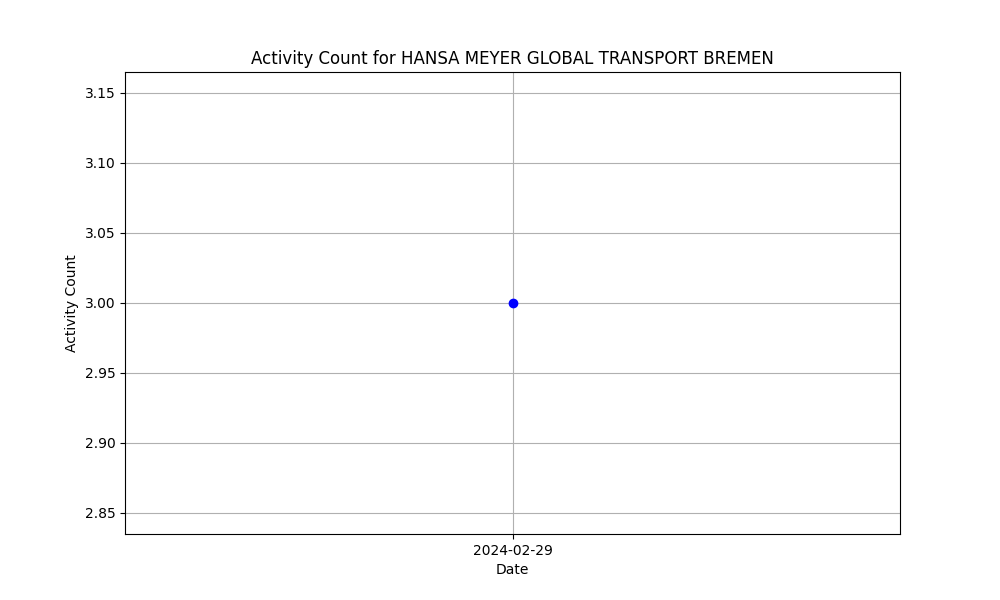 Activity Count for HANSA MEYER GLOBAL TRANSPORT BREMEN
3.15
3.10
3.05
3.00
2.95
2.90
2.85
Activity Count
2024-02-29
Date